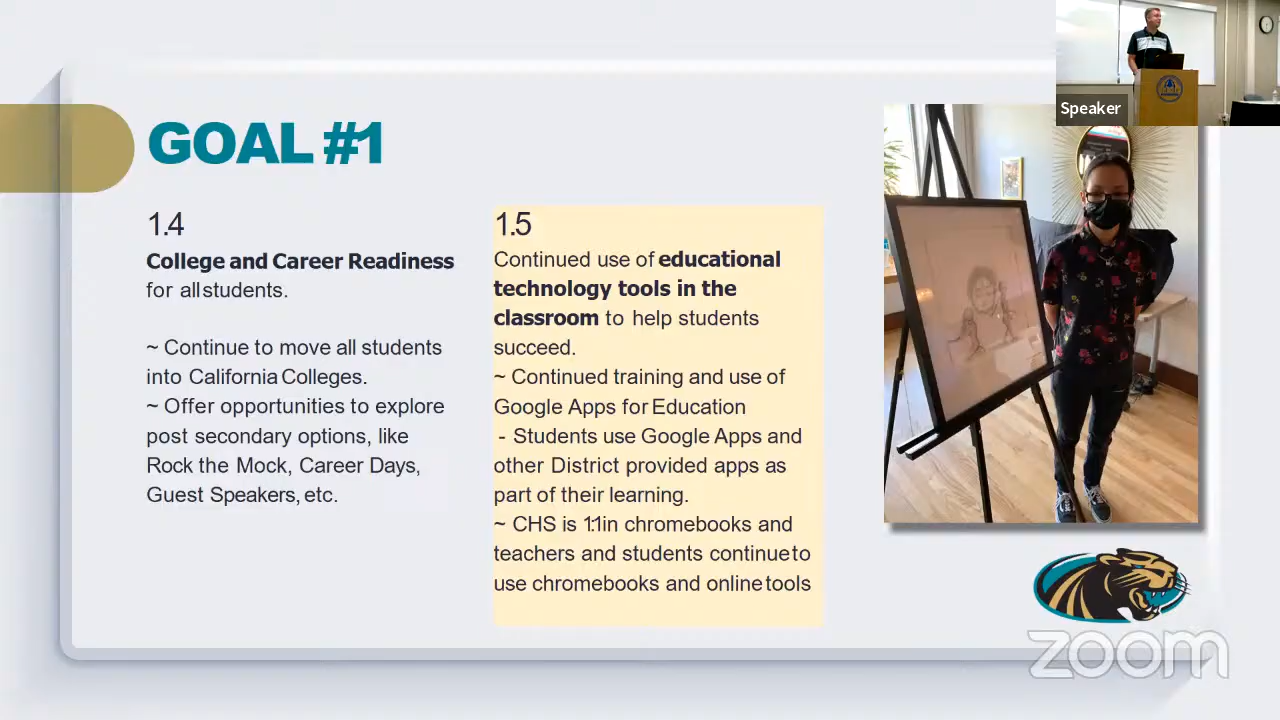 Speaker
GOAL #1
1.4
College and Career Readiness
for all students.
~ Continue to move all students
into California Colleges.
~ Offer opportunities to explore
post secondary options, like
Rock the Mock, Career Days,
Guest Speakers, etc.
1.5
Continued use of educational
technology tools in the
classroom to help students
succeed.
~ Continued training and use of
Google Apps for Education
- Students use Google Apps and
other District provided apps as
part of their learning.
~ CHS is 1:1 in chromebooks and
teachers and students continue to
use chromebooks and online tools
zoom